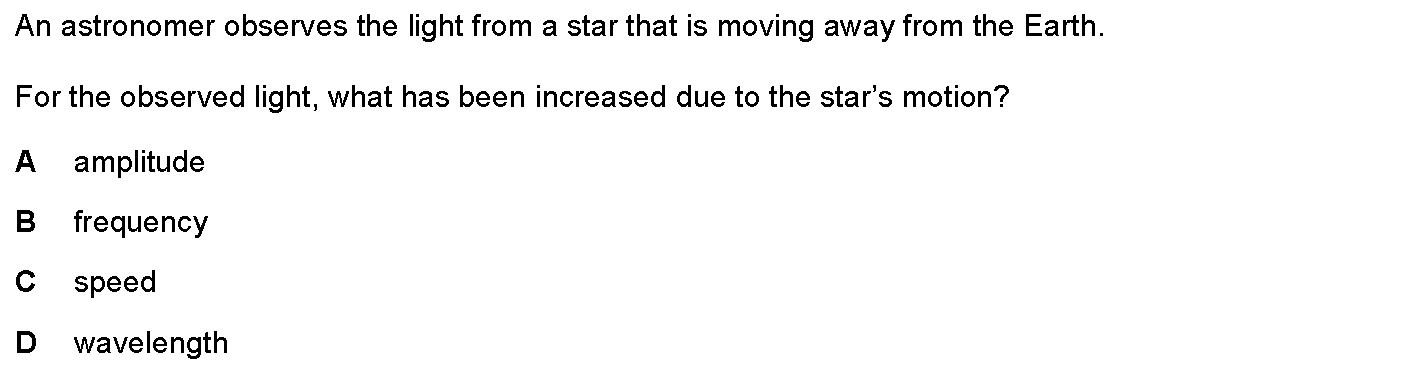 An astronomer observes the light from a star that is moving away from the Earth.
For the observed light, what has been increased due to the star’s motion?
A amplitude
B frequency
C speed
D wavelength